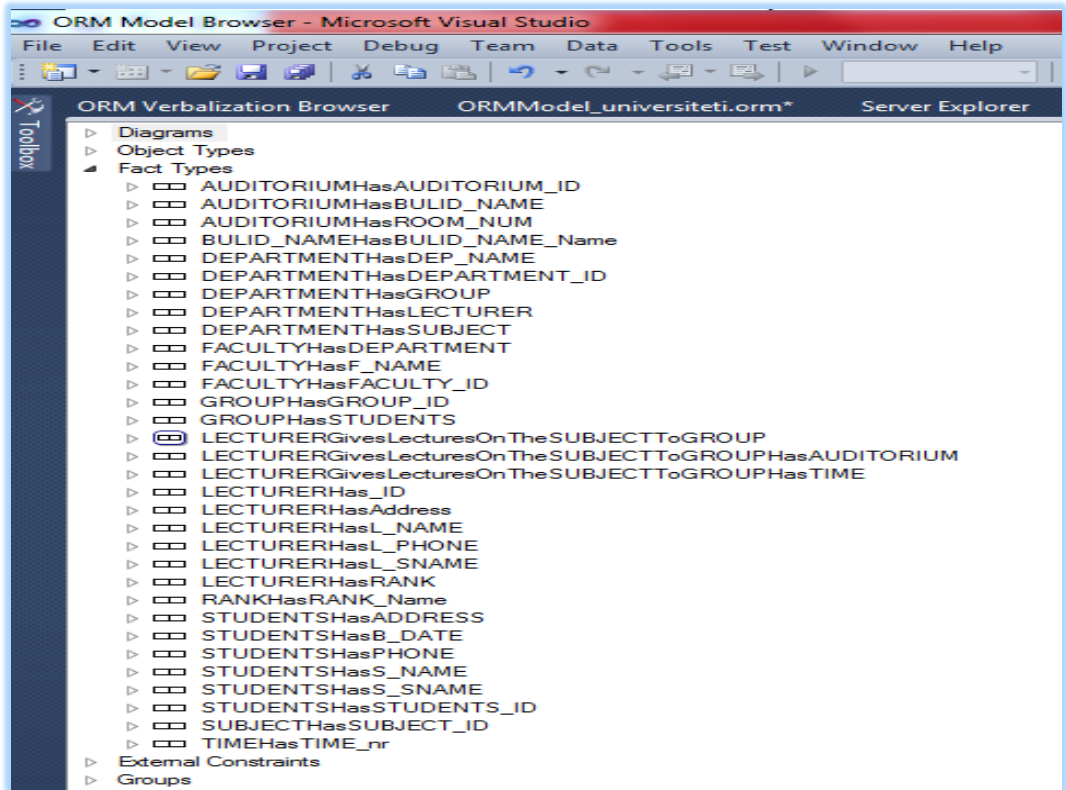 ORM Model Browser - Microsoft Visual Studio
File Edit View Project Debug Team Data Tools Test Window Help
Toolbox
ORM Verbalization Browser ORMModel_universiteti.orm* Server Explorer
Diagrams
Object Types
Fact Types
AUDITORIUMHasAUDITORIUM_ID
AUDITORIUMHasBULID_NAME
AUDITORIUMHasROOM_NUM
BULID_NAMEHasBULID_NAME_Name
DEPARTMENTHasDEP_NAME
DEPARTMENTHasDEPARTMENT_ID
DEPARTMENTHasGROUP
DEPARTMENTHasLECTURER
DEPARTMENTHasSUBJECT
FACULTYHasDEPARTMENT
FACULTYHasF_NAME
FACULTYHasFACULTY_ID
GROUPHasGROUP_ID
GROUPHasSTUDENTS
LECTURERGivesLecturesOnTheSUBJECTToGROUP
LECTURERGivesLecturesOnTheSUBJECTToGROUPHasAUDITORIUM
LECTURERGivesLecturesOnTheSUBJECTToGROUPHasTIME
LECTURERHas_ID
LECTURERHasAddress
LECTURERHasL_NAME
LECTURERHasL_PHONE
LECTURERHasL_SNAME
LECTURERHasRANK
RANKHasRANK_Name
STUDENTSHasADDRESS
STUDENTSHasB_DATE
STUDENTSHasPHONE
STUDENTSHasS_NAME
STUDENTSHasS_SNAME
STUDENTSHasSTUDENTS_ID
SUBJECTHasSUBJECT_ID
TIMEHasTIME_nr
External Constraints
Groups